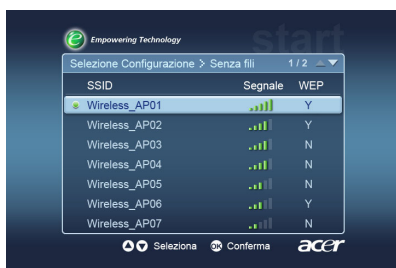 start
e Empowering Technology
Selezione Configurazione > Senza fili 1 / 2
SSID Segnale WEP
Wireless_AP01 Y
Wireless_AP02 Y
Wireless_AP03 N
Wireless_AP04 N
Wireless_AP05 N
Wireless_AP06 Y
Wireless_AP07 N
Seleziona OK Conferma acer